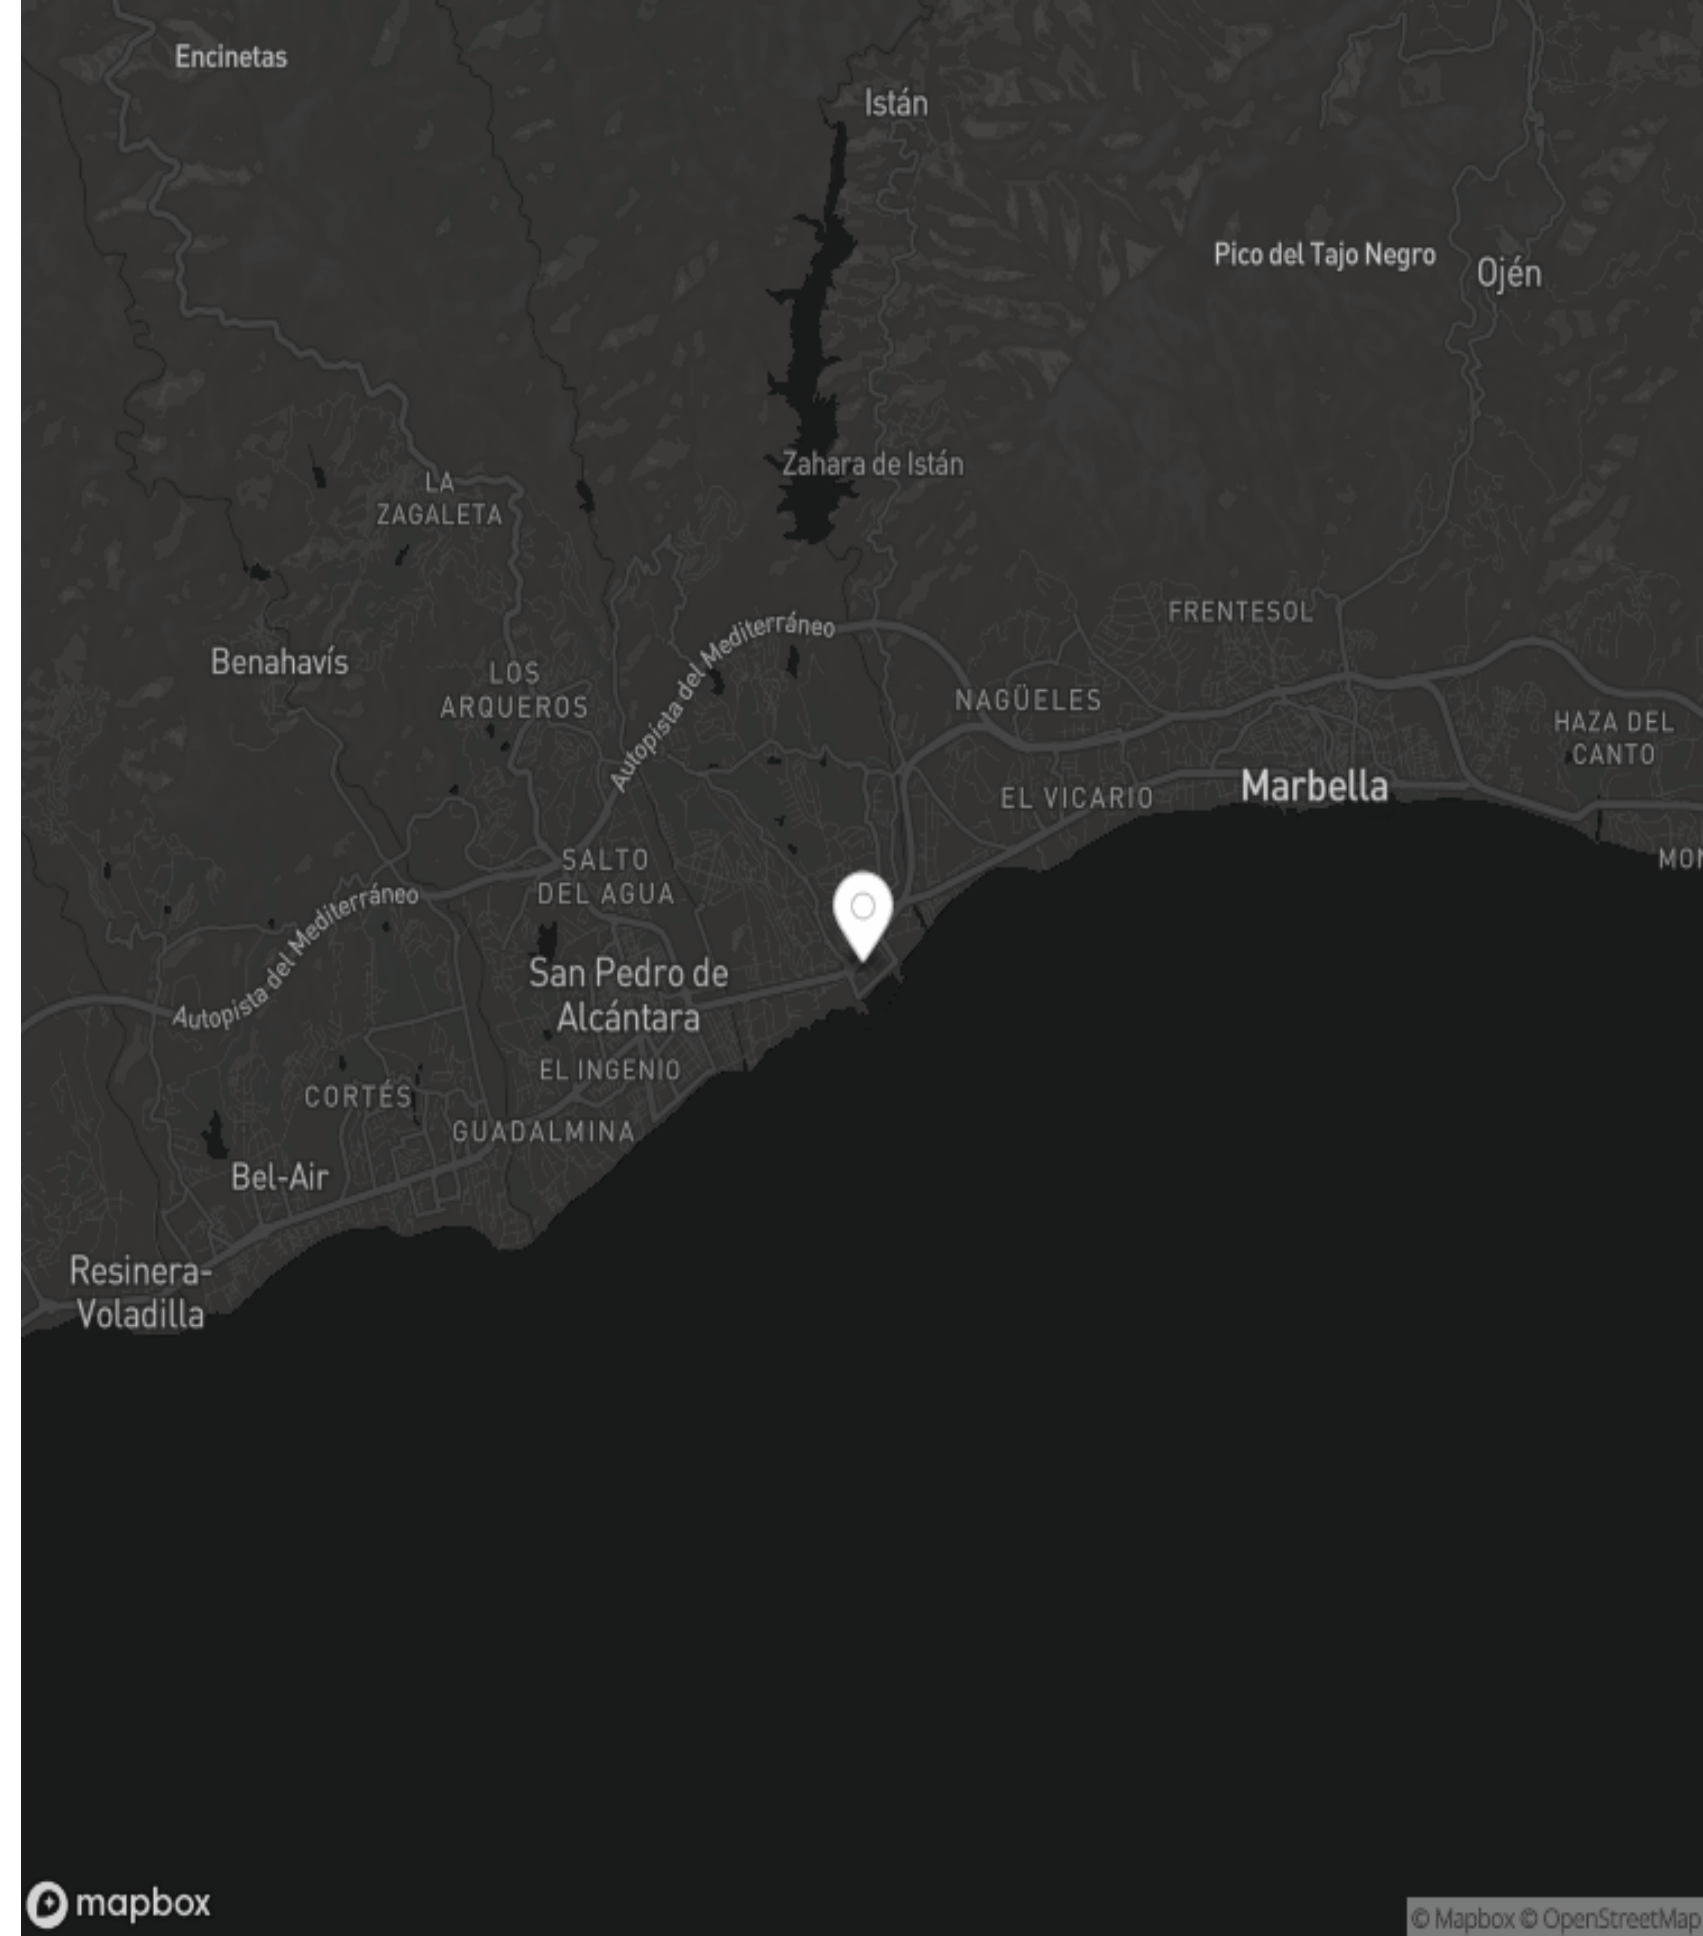 Encinetas
Istán
Pico del Tajo Negro
Ojén
Zahara de Istán
LA
ZAGALETA
FRENTESOL
Autopista del Mediterráneo
Benahavís
LOS
ARQUEROS
NAGÜELES
HAZA DEL
CANTO
EL VICARIO
Marbella
MON
SALTO
DEL AGUA
Autopista del Mediterráneo
San Pedro de
Alcántara
EL INGENIO
CORTÉS
GUADALMINA
Bel-Air
Resinera-
Voladilla
mapbox
© Mapbox © OpenStreetMap